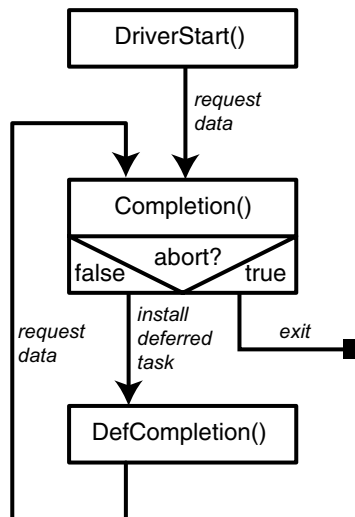 DriverStart()
request
data
Completion()
abort?
false
true
request
data
install
deferred
task
exit
DefCompletion()